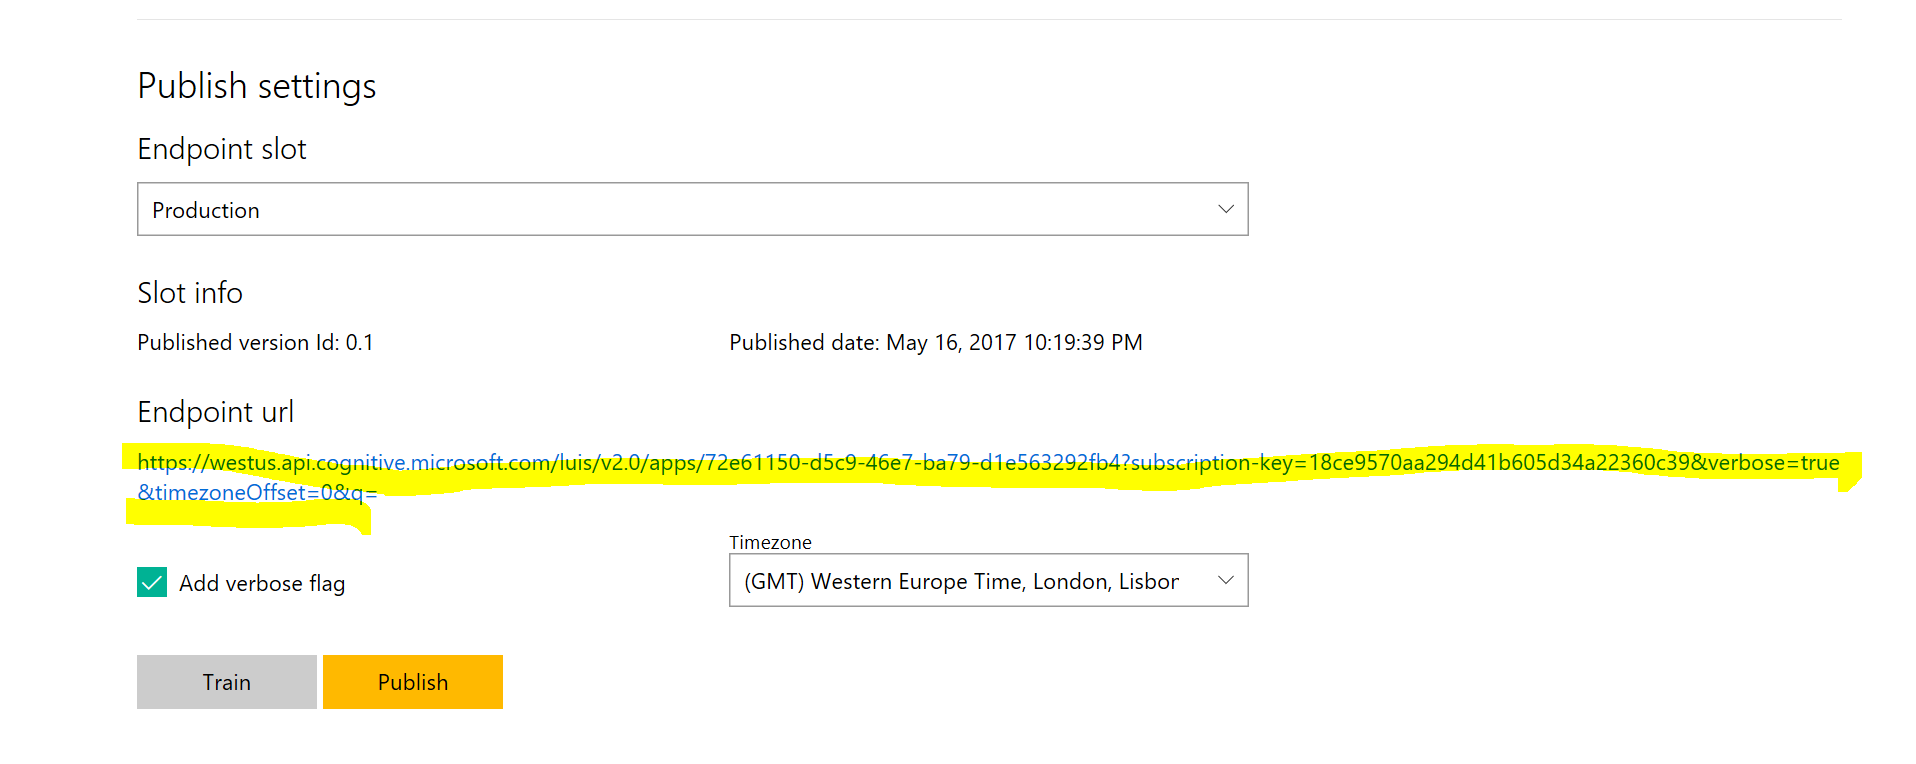 Publish settings
Endpoint slot
Production
Slot info
Published version Id: 0.1
Published date: May 16, 2017 10:19:39 PM
Endpoint url
https://westus.api.cognitive.microsoft.com/luis/v2.0/apps/72e61150-d5c9-46e7-ba79-d1e563292fb4?subscription-key=18ce9570aa294d41b605d34a22360c39&verbose=true
&timezoneOffset=0&q=
Timezone
Add verbose flag
(GMT) Western Europe Time, London, Lisbon
Train
Publish